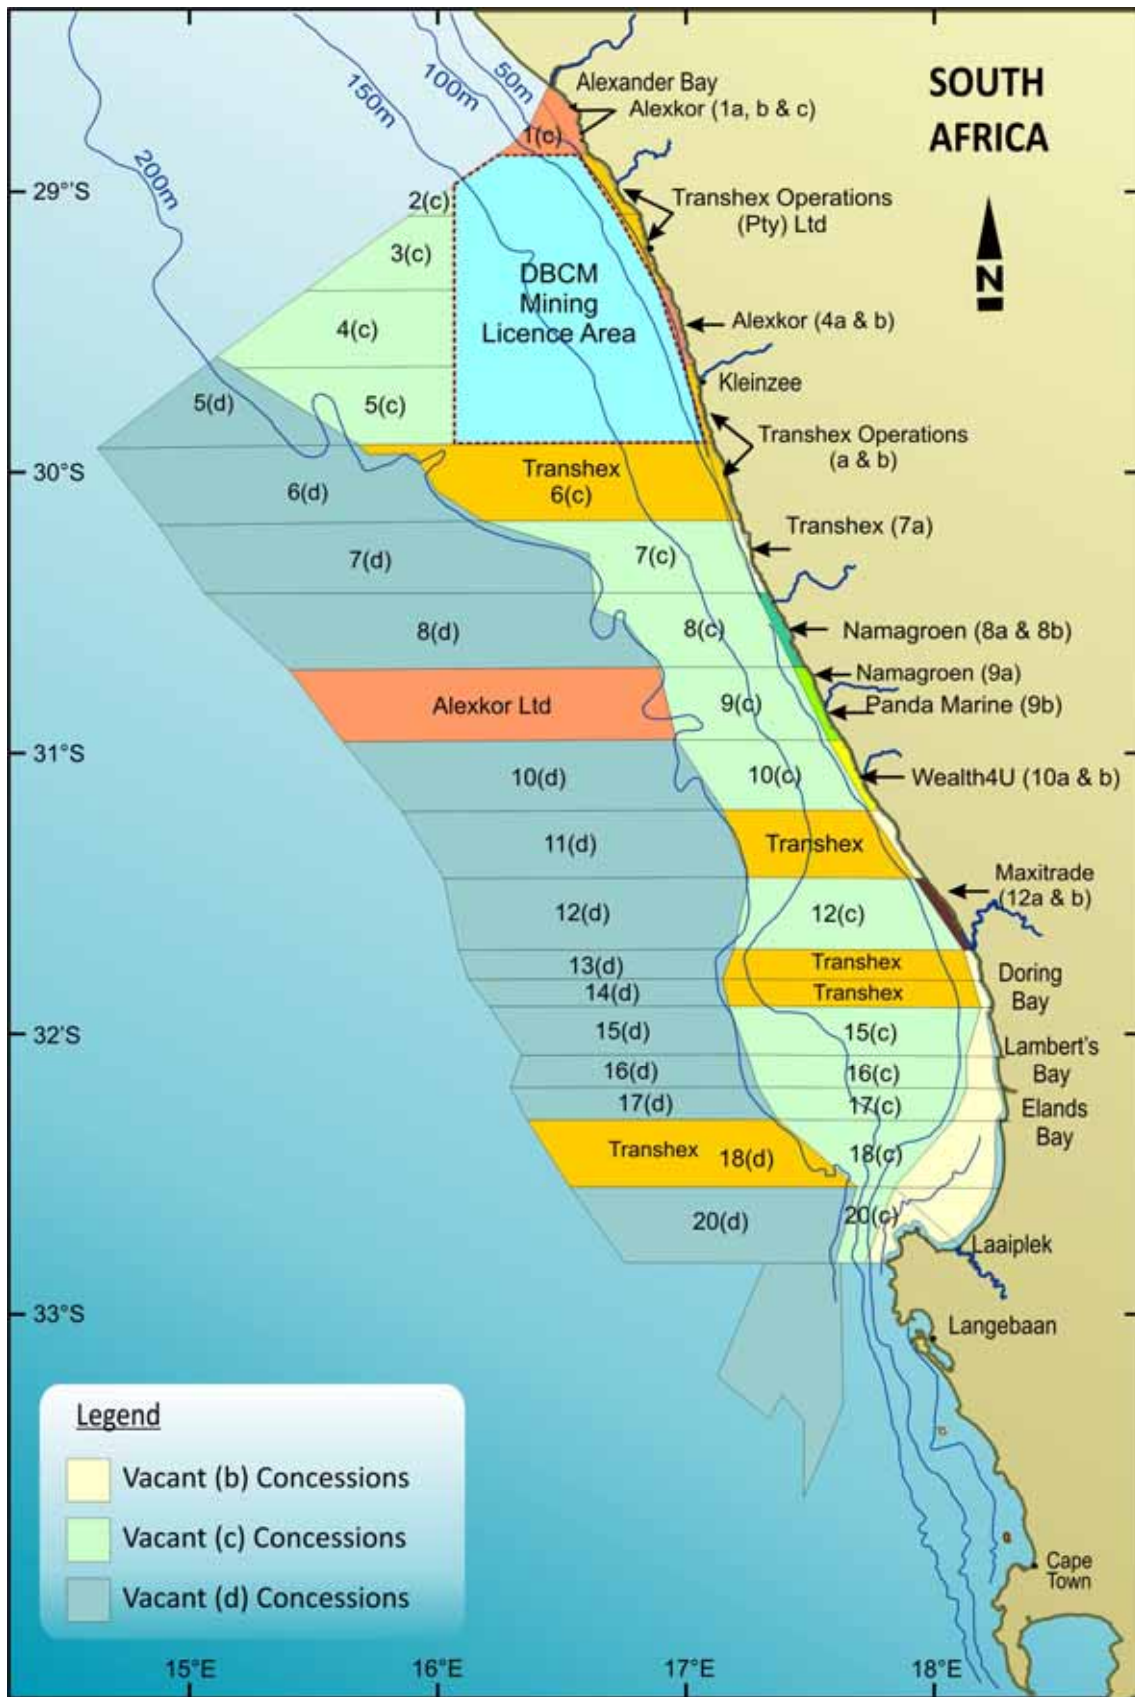 SOUTH
AFRICA
N
50m
100m
150m
200m
Alexander Bay
Alexkor (1a, b & c)
1(c)
29°'S
2(c)
Transhex Operations
(Pty) Ltd
3(c)
DBCM
Mining
Licence Area
4(c)
Alexkor (4a & b)
Kleinzee
5(d)
5(c)
Transhex Operations
(a & b)
30°S
Transhex
6(c)
6(d)
Transhex (7a)
7(d)
7(c)
8(d)
8(c)
Namagroen (8a & 8b)
Namagroen (9a)
Alexkor Ltd
9(c)
Panda Marine (9b)
31°S
10(d)
10(c)
Wealth4U (10a & b)
11(d)
Transhex
Maxitrade
(12a & b)
12(d)
12(c)
13(d)
Transhex
Doring
Bay
14(d)
Transhex
32°S
15(d)
15(c)
Lambert's
Bay
16(d)
16(c)
17(d)
17(c)
Elands
Bay
Transhex
18(d)
18(c)
20(d)
20(c)
Laaiplek
33°S
Langebaan
Legend
Vacant (b) Concessions
Vacant (c) Concessions
Vacant (d) Concessions
Cape
Town
15°E
16°E
17°E
18°E